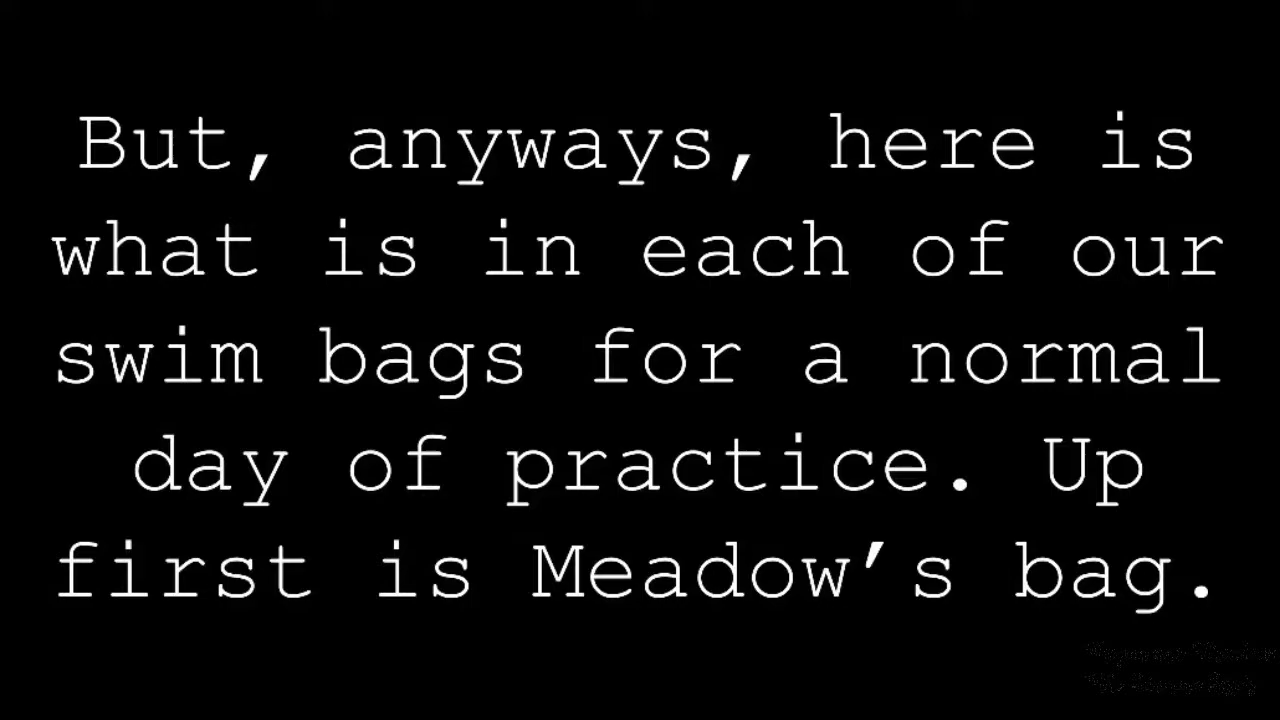 But, anyways, here is
what is in each of our
swim bags for a normal
day of practice. Up
first is Meadow’s bag.